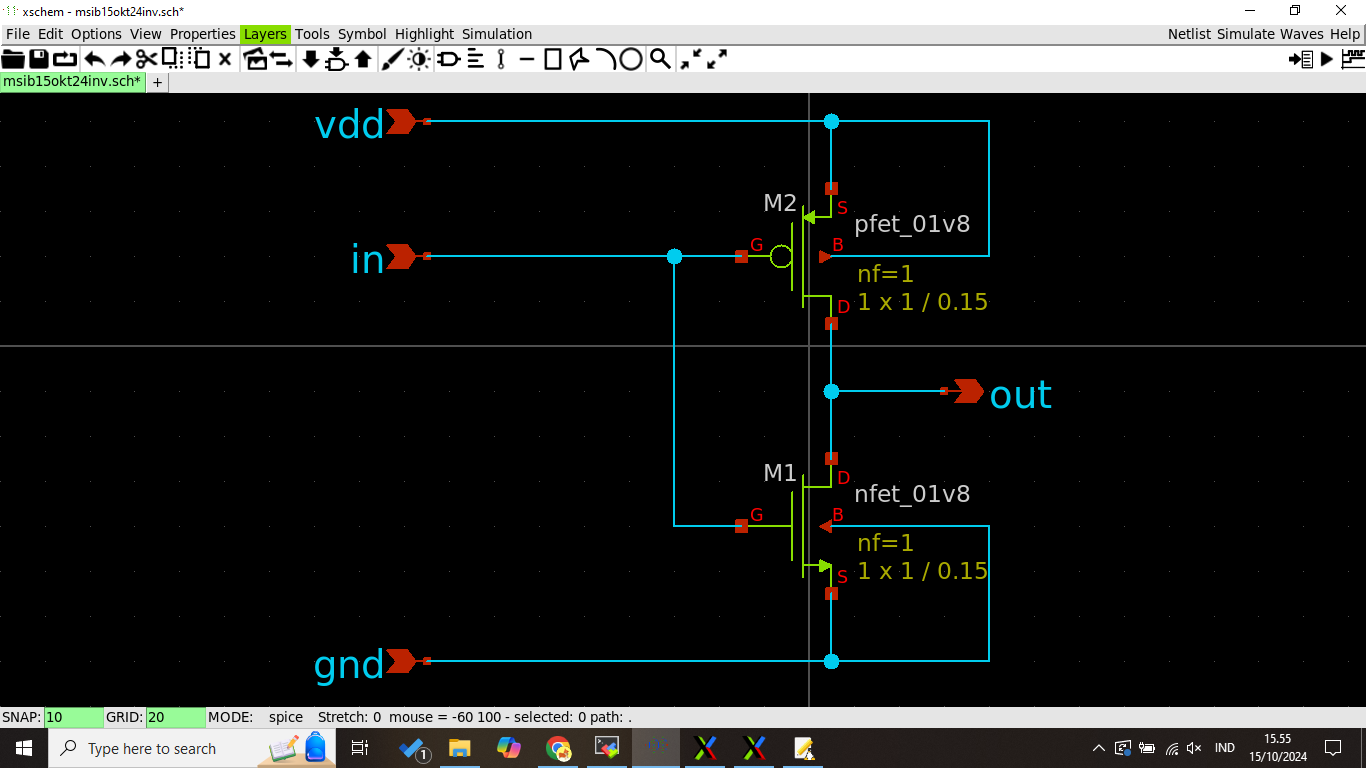 xschem - msib15okt24inv.sch*
File Edit Options View Properties Layers Tools Symbol Highlight Simulation Netlist Simulate Waves Help
msib15okt24inv.sch* +
vdd
M2
S
pfet_01v8
in
G
B
nf=1
1 x 1 / 0.15
D
out
M1
D
nfet_01v8
G
B
nf=1
1 x 1 / 0.15
S
gnd
SNAP: 10 GRID: 20 MODE: spice Stretch: 0 mouse = -60 100 - selected: 0 path: .
Type here to search
1
IND
15.55
15/10/2024